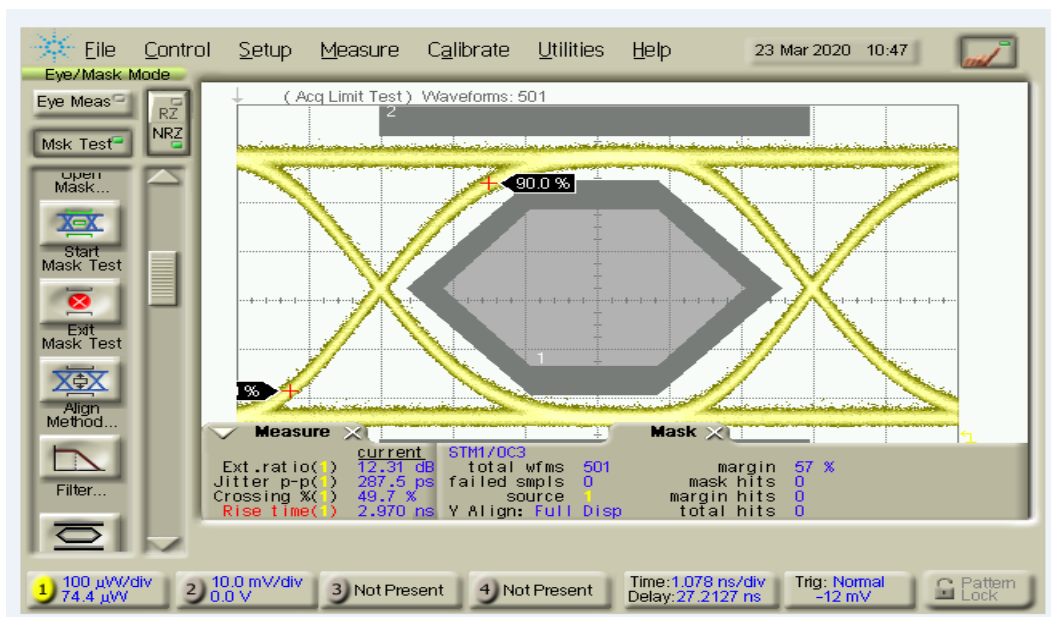 File Control Setup Measure Calibrate Utilities Help 23 Mar 2020 10:47
Eye/Mask Mode
Eye Meas
RZ
NRZ
Msk Test
Open
Mask...
Start
Mask Test
Exit
Mask Test
Align
Method...
Filter...
( Acq Limit Test ) Waveforms: 501
2
90.0 %
1
%
Measure Mask
current
Ext.ratio(1) 12.31 dB
Jitter p-p(1) 287.5 ps
Crossing %(1) 49.7 %
Rise time(1) 2.970 ns
STM1/OC3
total wfms 501
failed smpls 0
source 1
Y Align: Full Disp
margin 57 %
mask hits 0
margin hits 0
total hits 0
1
1 100 µW/div
74.4 µW
2 10.0 mV/div
0.0 V
3 Not Present
4 Not Present
Time:1.078 ns/div
Delay:27.2127 ns
Trig: Normal
-12 mV
Pattern
Lock